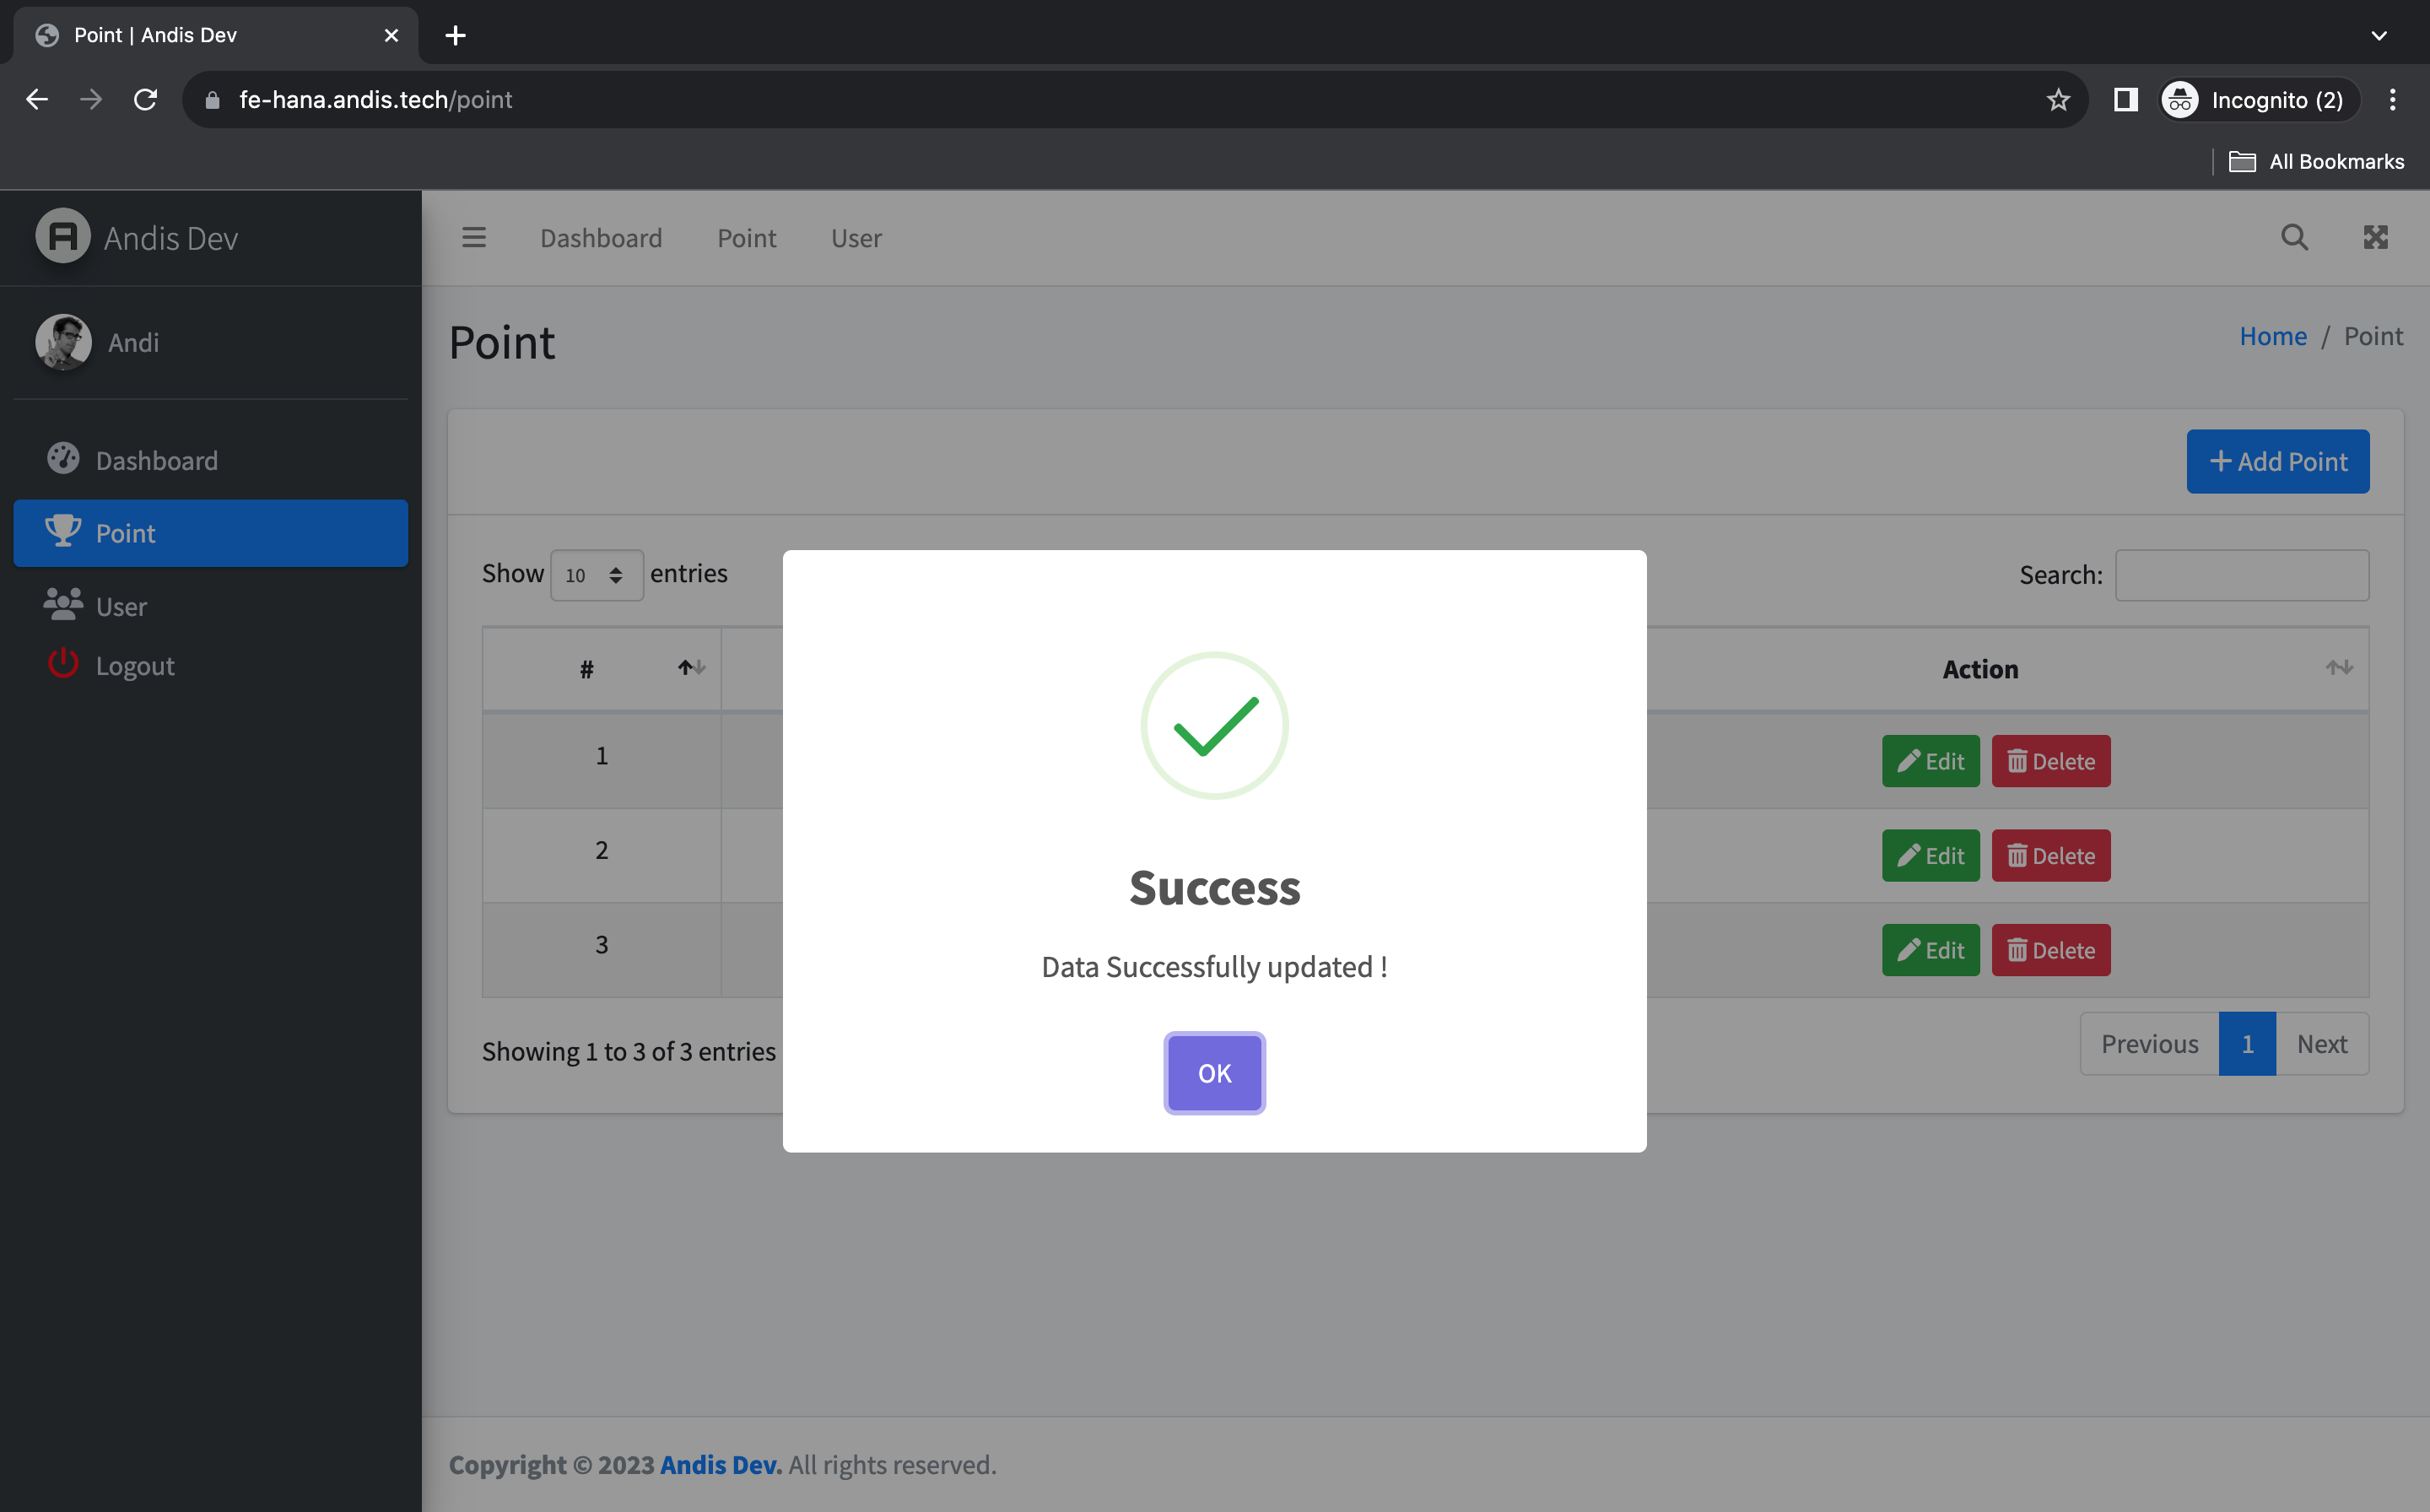 Point | Andis Dev
fe-hana.andis.tech/point
Incognito (2)
All Bookmarks
Andis Dev
Dashboard Point User
Andi
Point
Home / Point
Dashboard
Point
User
Logout
+ Add Point
Show 10 entries
Search:
# Action
1 Edit Delete
2 Edit Delete
3 Edit Delete
Showing 1 to 3 of 3 entries
Previous 1 Next
Success
Data Successfully updated !
OK
Copyright © 2023 Andis Dev. All rights reserved.